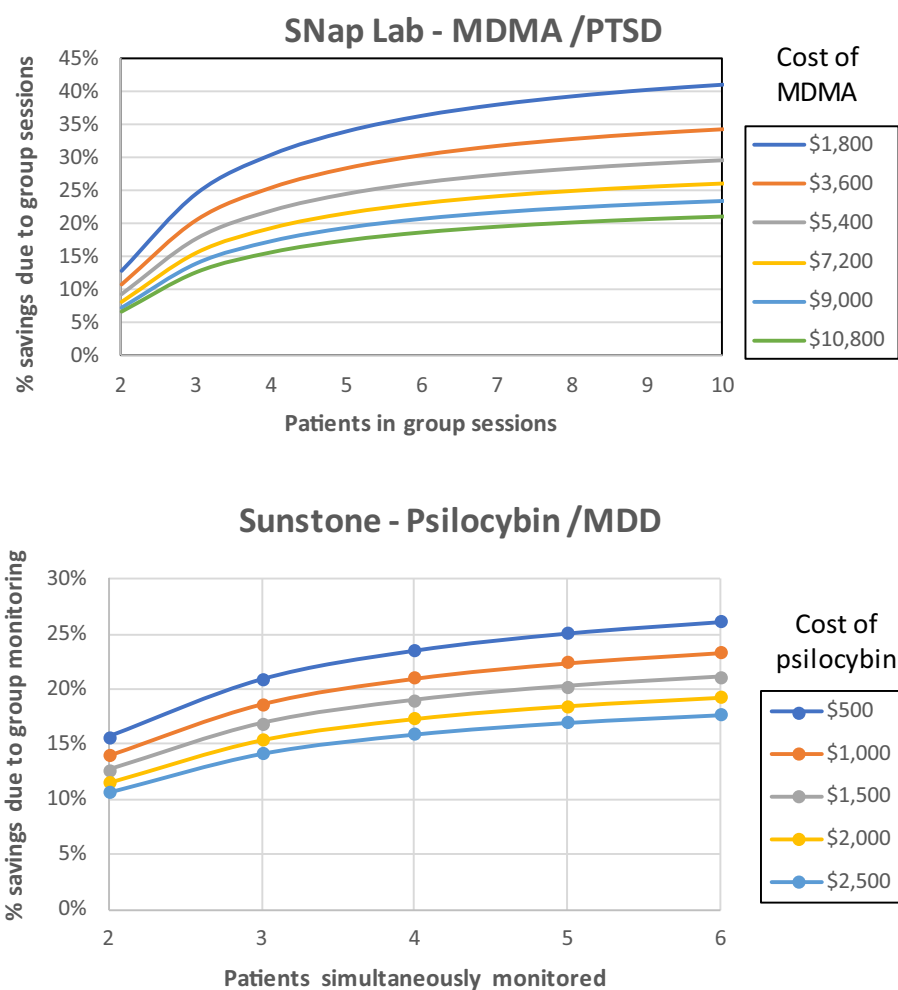 SNap Lab - MDMA /PTSD
% savings due to group sessions
45%
40%
35%
30%
25%
20%
15%
10%
5%
0%
2 3 4 5 6 7 8 9 10
Patients in group sessions
Cost of
MDMA
$1,800
$3,600
$5,400
$7,200
$9,000
$10,800
Sunstone - Psilocybin /MDD
% savings due to group monitoring
30%
25%
20%
15%
10%
5%
0%
2 3 4 5 6
Patients simultaneously monitored
Cost of
psilocybin
$500
$1,000
$1,500
$2,000
$2,500